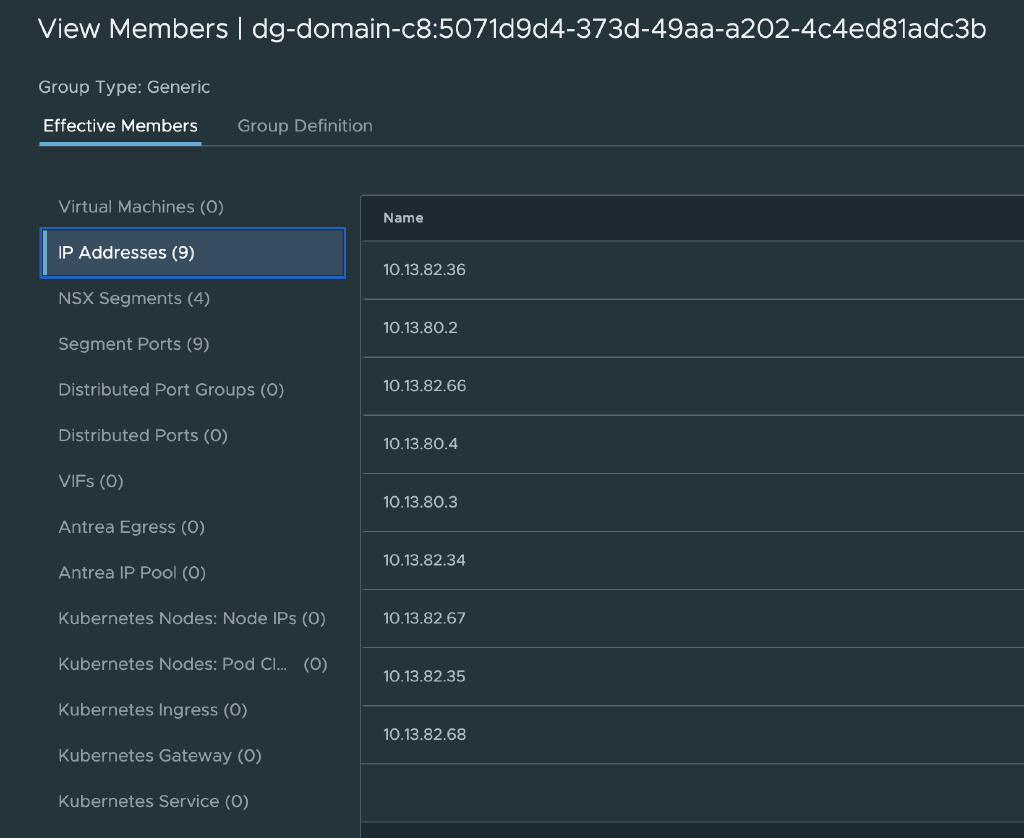 View Members | dg-domain-c8:5071d9d4-373d-49aa-a202-4c4ed81adc3b
Group Type: Generic
Effective Members
Group Definition
Virtual Machines (0)
IP Addresses (9)
NSX Segments (4)
Segment Ports (9)
Distributed Port Groups (0)
Distributed Ports (0)
VIFs (0)
Antrea Egress (0)
Antrea IP Pool (0)
Kubernetes Nodes: Node IPs (0)
Kubernetes Nodes: Pod Cl... (0)
Kubernetes Ingress (0)
Kubernetes Gateway (0)
Kubernetes Service (0)
Name
10.13.82.36
10.13.80.2
10.13.82.66
10.13.80.4
10.13.80.3
10.13.82.34
10.13.82.67
10.13.82.35
10.13.82.68